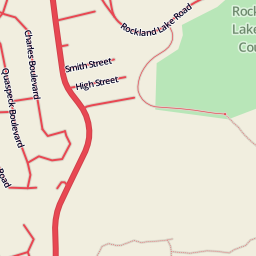 Rockland Lake Road
Rock
Lake
Cou
Charles Boulevard
Smith Street
High Street
Quaspeck Boulevard
Road